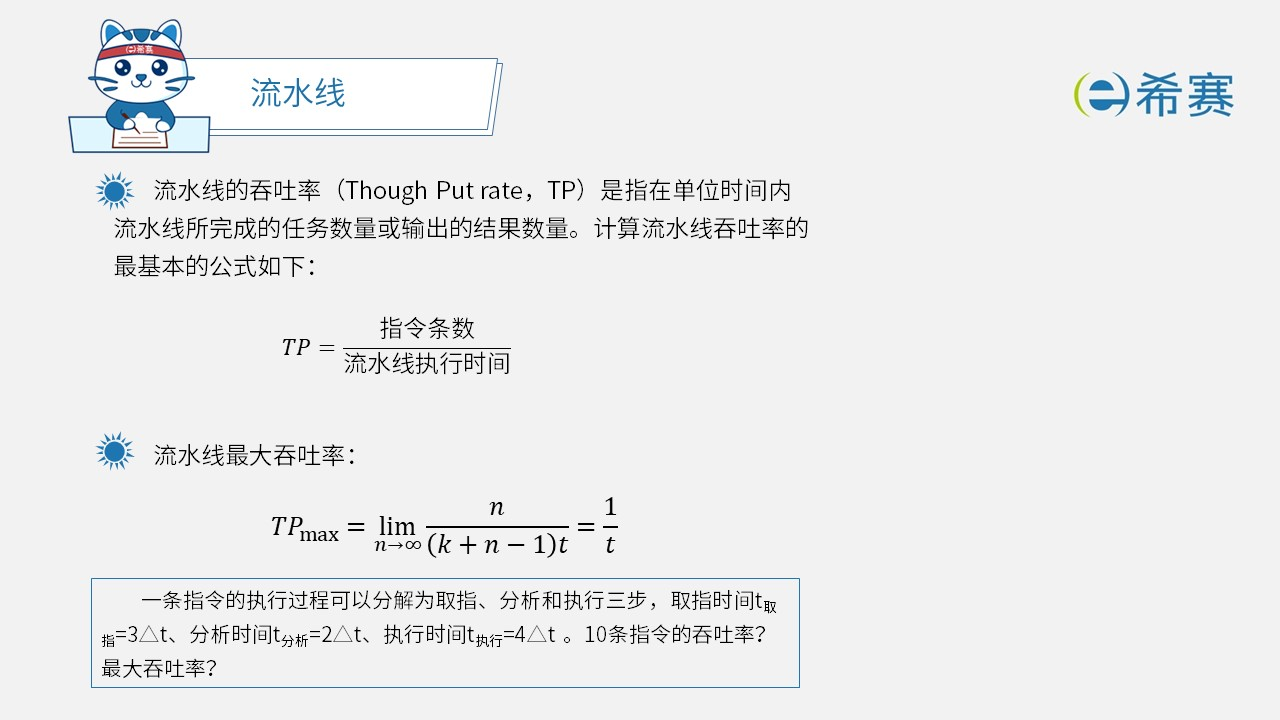 希赛
流水线
希赛
流水线的吞吐率（Though Put rate，TP）是指在单位时间内
流水线所完成的任务数量或输出的结果数量。计算流水线吞吐率的
最基本的公式如下：
TP = 指令条数 / 流水线执行时间
流水线最大吞吐率：
TPmax = lim n→∞ n / (k + n − 1)t = 1 / t
一条指令的执行过程可以分解为取指、分析和执行三步，取指时间t取
指=3△t、分析时间t分析=2△t、执行时间t执行=4△t 。10条指令的吞吐率？
最大吞吐率？